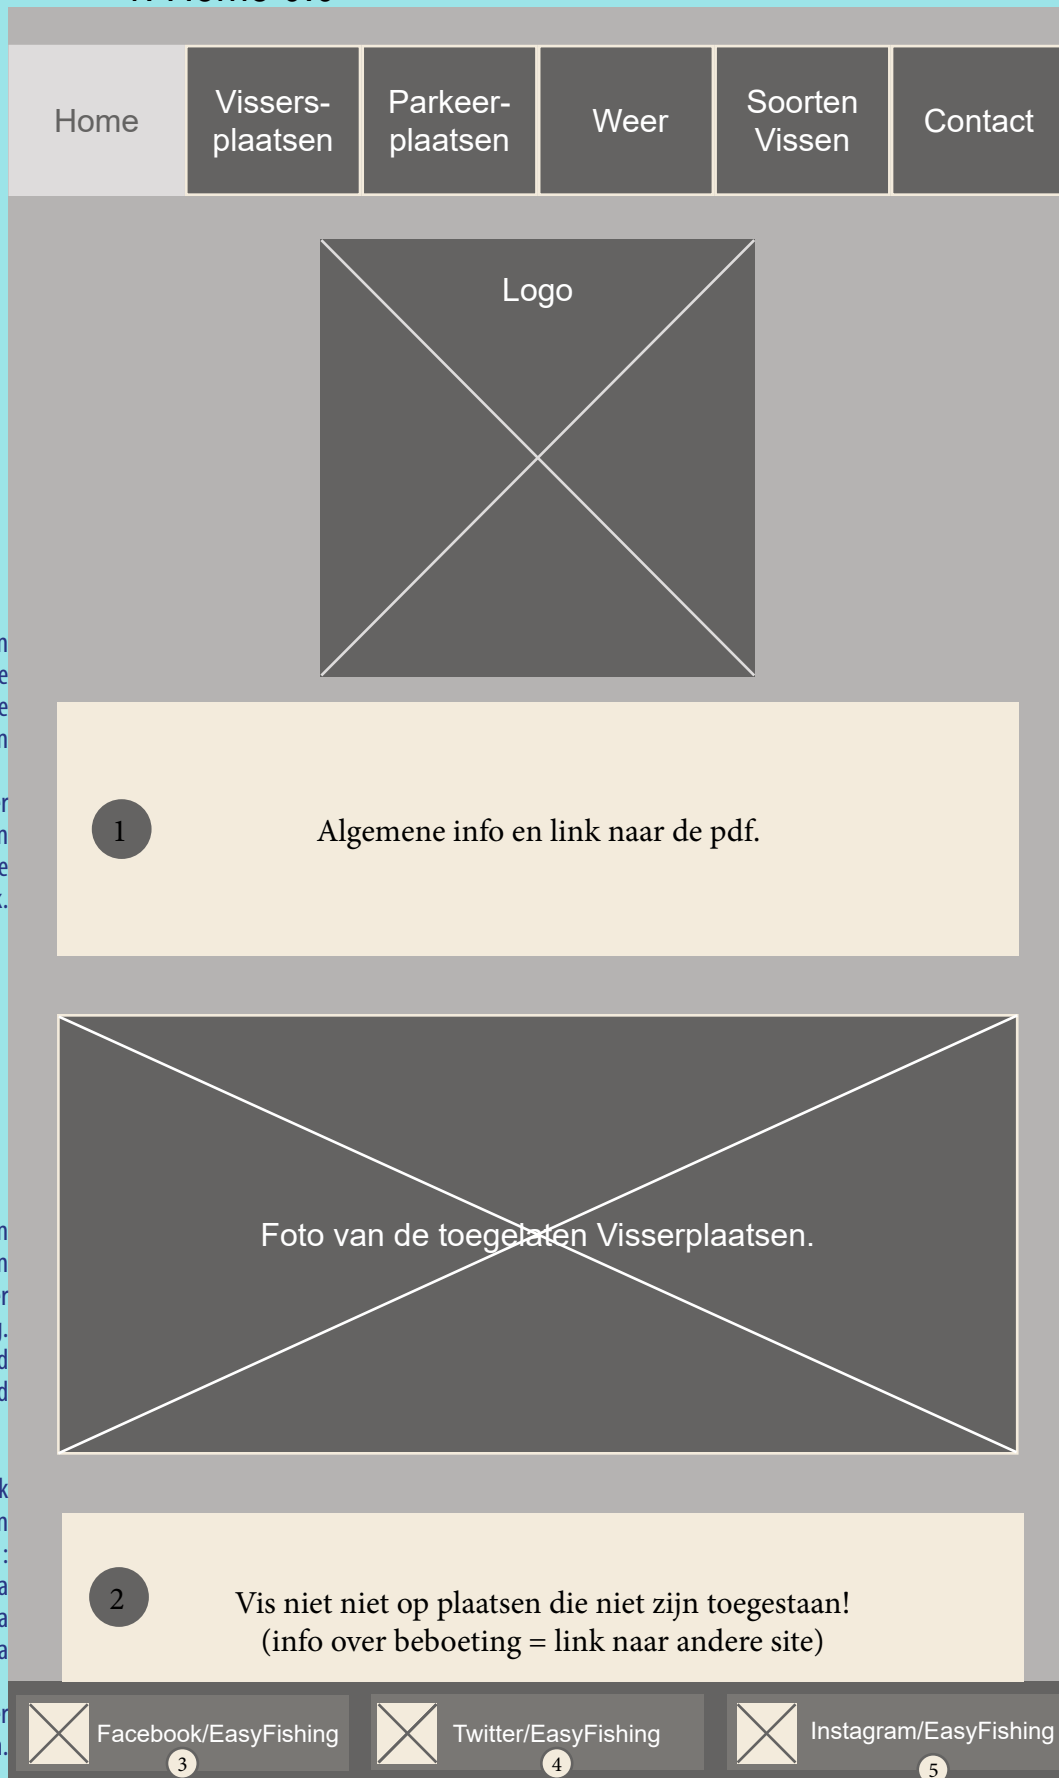 Home
Vissers-
plaatsen
Parkeer-
plaatsen
Weer
Soorten
Vissen
Contact
Logo
1
Algemene info en link naar de pdf.
Foto van de toegelaten Visserplaatsen.
2
Vis niet niet op plaatsen die niet zijn toegestaan!
(info over beboeting = link naar andere site)
Facebook/EasyFishing
3
Twitter/EasyFishing
4
Instagram/EasyFishing
5